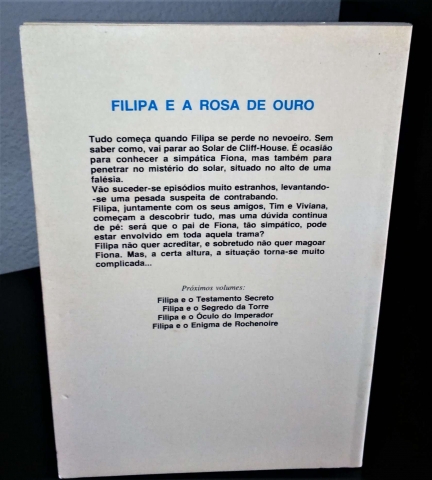 FILIPA E A ROSA DE OURO
Tudo começa quando Filipa se perde no nevoeiro. Sem
saber como, vai parar ao Solar de Cliff-House. É ocasião
para conhecer a simpática Fiona, mas também para
penetrar no mistério do solar, situado no alto de uma
falésia.
Vão suceder-se episódios muito estranhos, levantando-
-se uma pesada suspeita de contrabando.
Filipa, juntamente com os seus amigos, Tim e Viviana,
começam a descobrir tudo, mas uma dúvida continua
de pé: será que o pai de Fiona, tão simpático, pode
estar envolvido em toda aquela trama?
Filipa não quer acreditar, e sobretudo não quer magoar
Fiona. Mas, a certa altura, a situação torna-se muito
complicada...
Próximos volumes:
Filipa e o Testamento Secreto
Filipa e o Segredo da Torre
Filipa e o Óculo do Imperador
Filipa e o Enigma de Rochenoire